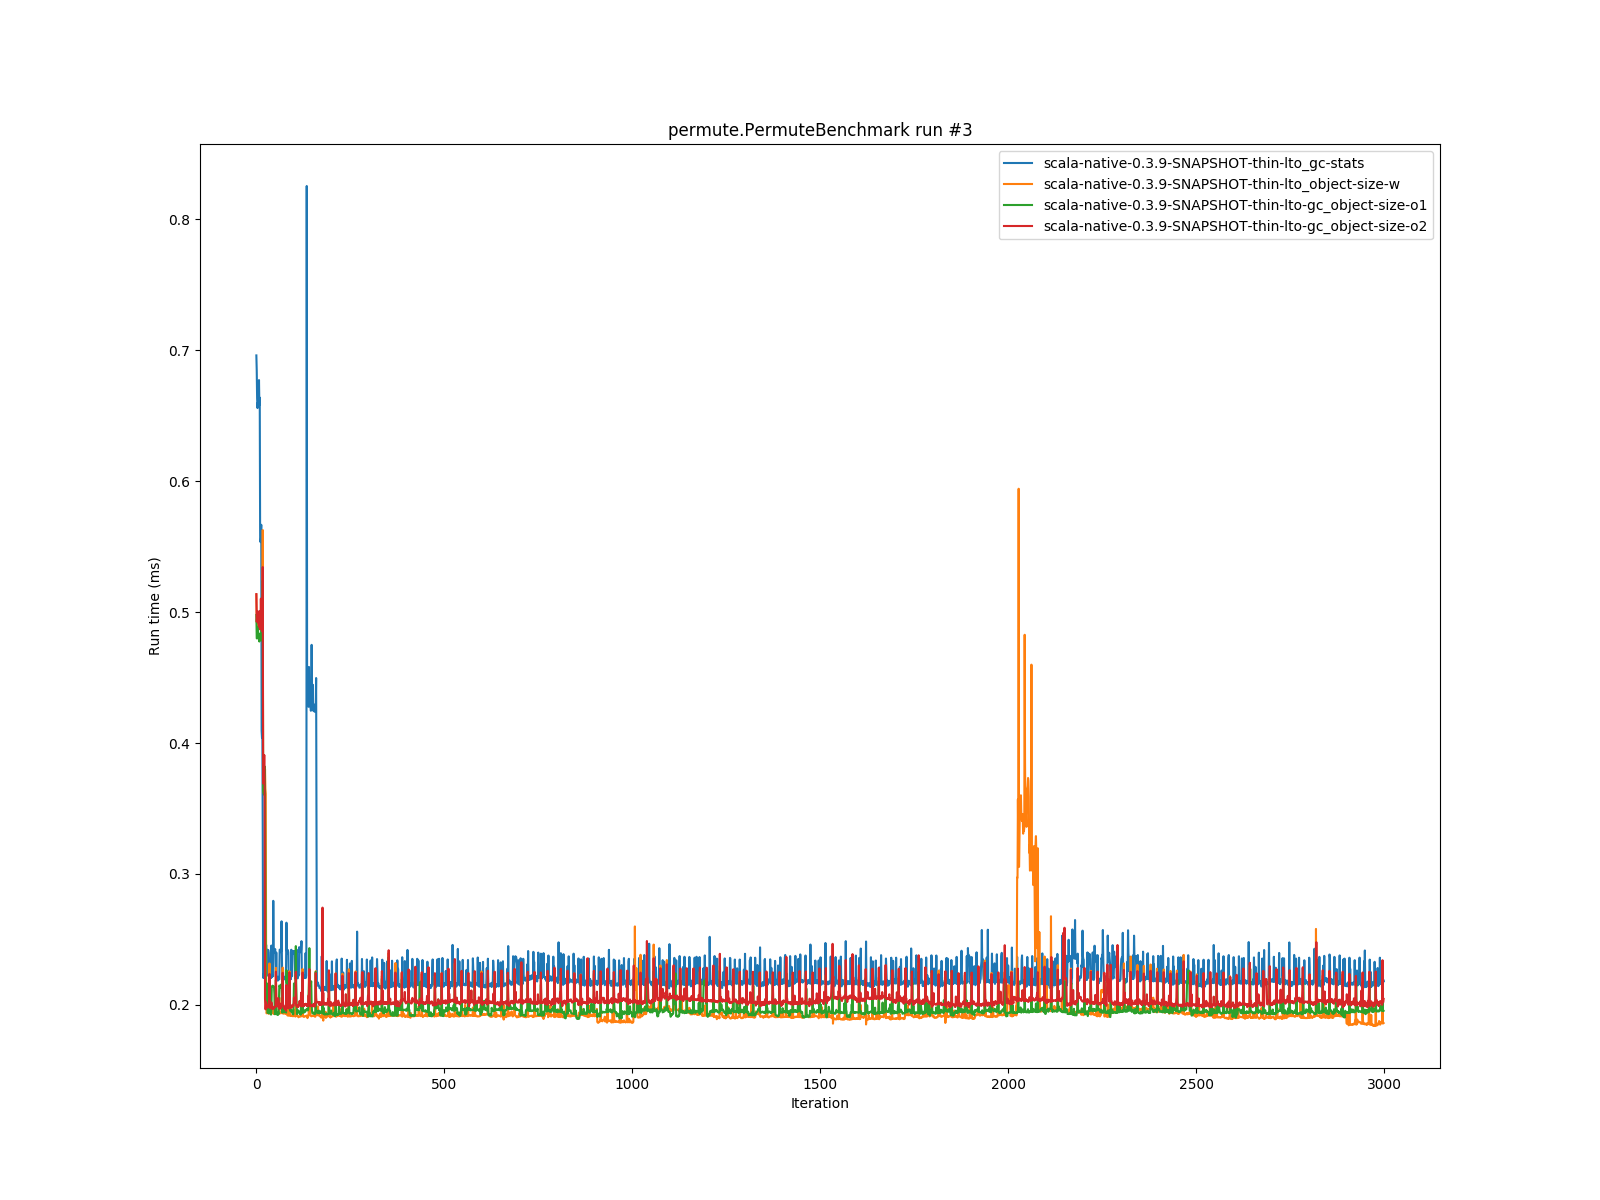 permute.PermuteBenchmark run #3
scala-native-0.3.9-SNAPSHOT-thin-lto_gc-stats
scala-native-0.3.9-SNAPSHOT-thin-lto_object-size-w
scala-native-0.3.9-SNAPSHOT-thin-lto-gc_object-size-o1
scala-native-0.3.9-SNAPSHOT-thin-lto-gc_object-size-o2
0.8
0.7
0.6
0.5
0.4
0.3
0.2
Run time (ms)
0
500
1000
1500
2000
2500
3000
Iteration